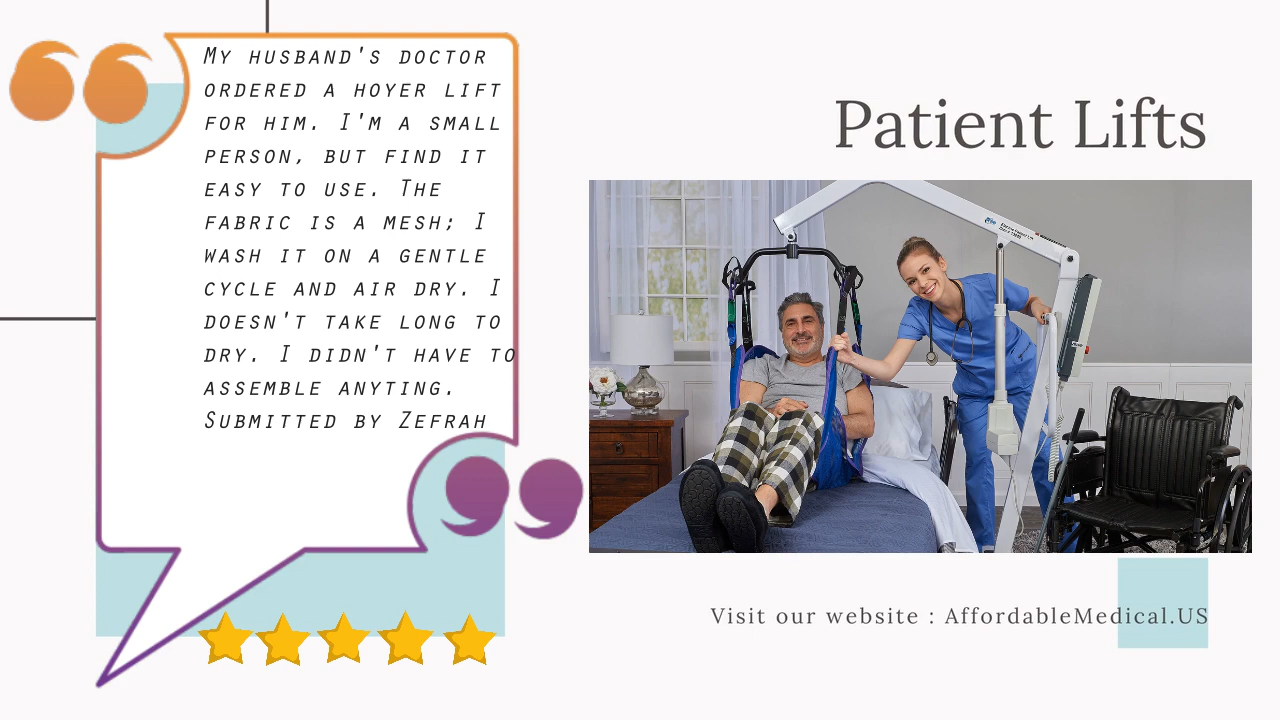 My husband's doctor
ordered a hoyer lift
for him. I'm a small
person, but find it
easy to use. The
fabric is a mesh; I
wash it on a gentle
cycle and air dry. I
doesn't take long to
dry. I didn't have to
assemble anyting.
Submitted by Zefrah
Patient Lifts
Visit our website : AffordableMedical.US